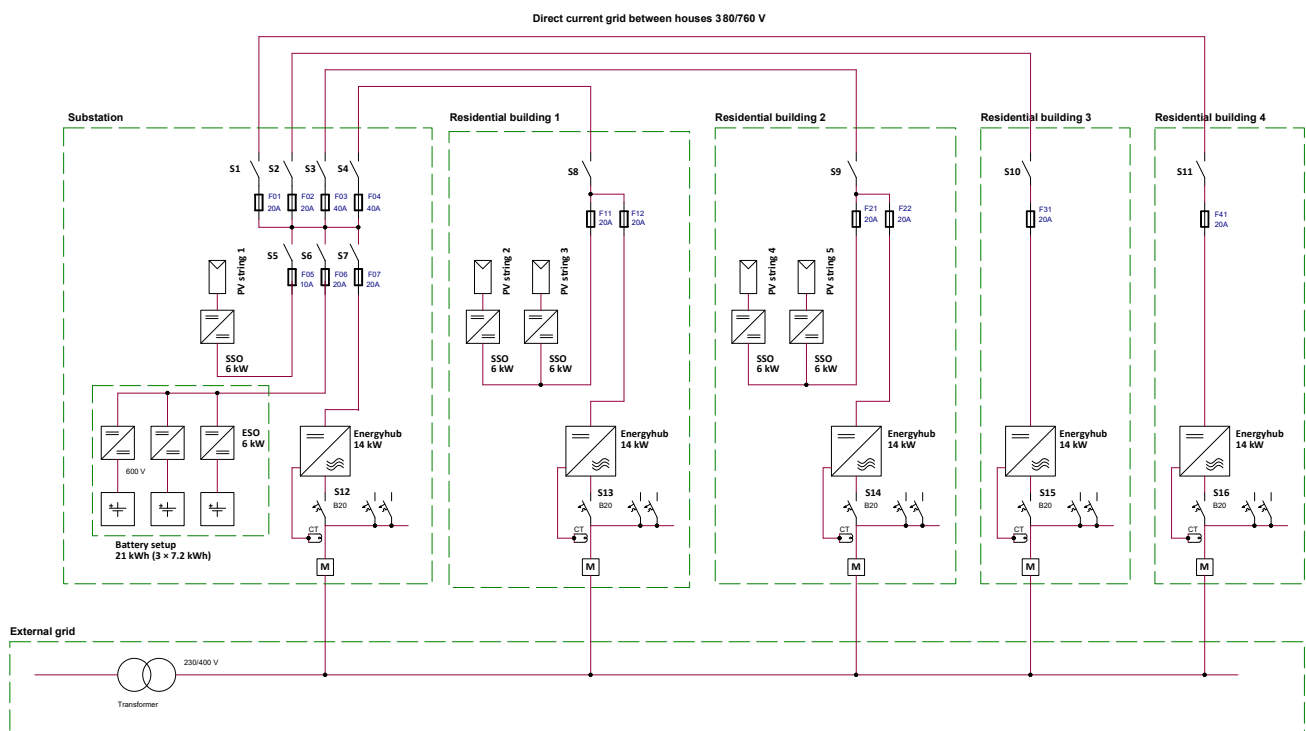 Direct current grid between houses 380/760 V
Substation
Residential building 1
Residential building 2
Residential building 3
Residential building 4
S1
S2
S3
S4
S8
S9
S10
S11
F01
20A
F02
20A
F03
40A
F04
40A
F11
20A
F12
20A
F21
20A
F22
20A
F31
20A
F41
20A
S5
S6
S7
F05
10A
F06
20A
F07
20A
PV string 1
PV string 2
PV string 3
PV string 4
PV string 5
SSO
6 kW
SSO
6 kW
SSO
6 kW
SSO
6 kW
SSO
6 kW
ESO
6 kW
600 V
Energyhub
14 kW
Energyhub
14 kW
Energyhub
14 kW
Energyhub
14 kW
Energyhub
14 kW
S12
B20
S13
B20
S14
B20
S15
B20
S16
B20
CT
CT
CT
CT
CT
Battery setup
21 kWh (3 × 7.2 kWh)
M
M
M
M
M
External grid
230/400 V
Transformer